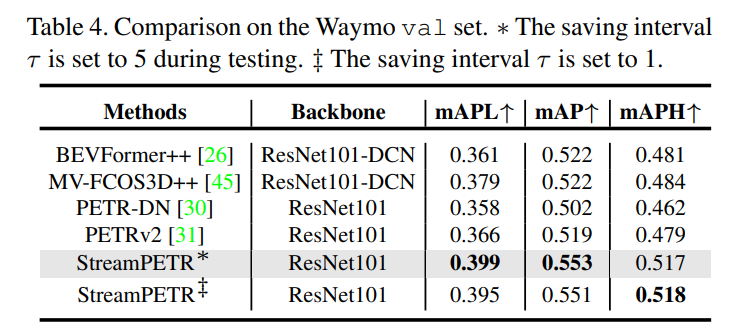 Table 4. Comparison on the Waymo val set. ∗ The saving interval
τ is set to 5 during testing. ‡ The saving interval τ is set to 1.
Methods Backbone mAPL↑ mAP↑ mAPH↑
BEVFormer++ [26] ResNet101-DCN 0.361 0.522 0.481
MV-FCOS3D++ [45] ResNet101-DCN 0.379 0.522 0.484
PETR-DN [30] ResNet101 0.358 0.502 0.462
PETRv2 [31] ResNet101 0.366 0.519 0.479
StreamPETR* ResNet101 0.399 0.553 0.517
StreamPETR‡ ResNet101 0.395 0.551 0.518